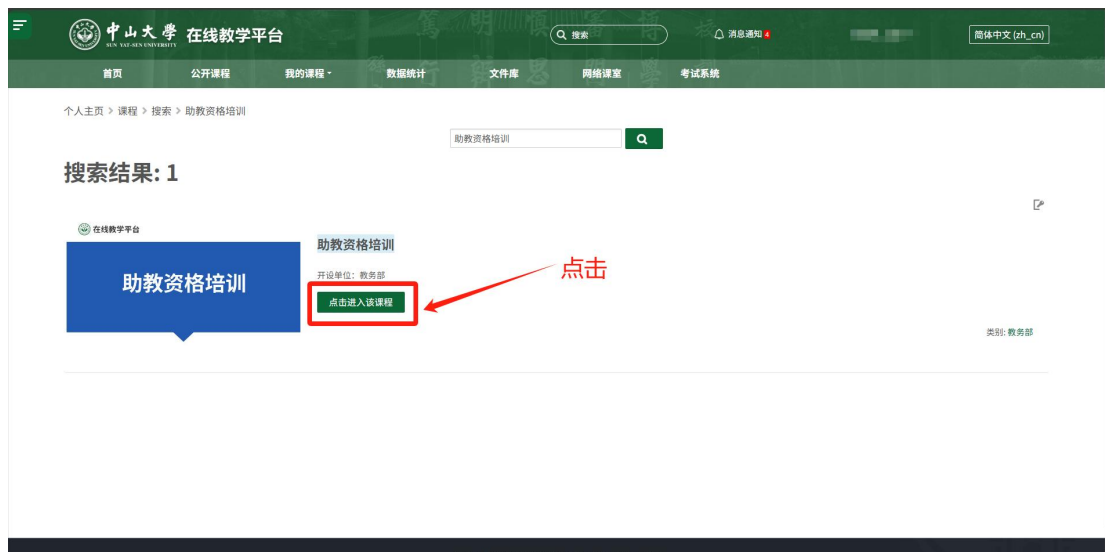 中山大學 在线教学平台
SUN YAT-SEN UNIVERSITY
搜索
消息通知 4
简体中文 (zh_cn)
首页 公开课程 我的课程 数据统计 文件库 网络课室 考试系统
个人主页 > 课程 > 搜索 > 助教资格培训
助教资格培训
搜索结果: 1
在线教学平台
助教资格培训
助教资格培训
开设单位: 教务部
点击进入该课程
点击
类别: 教务部